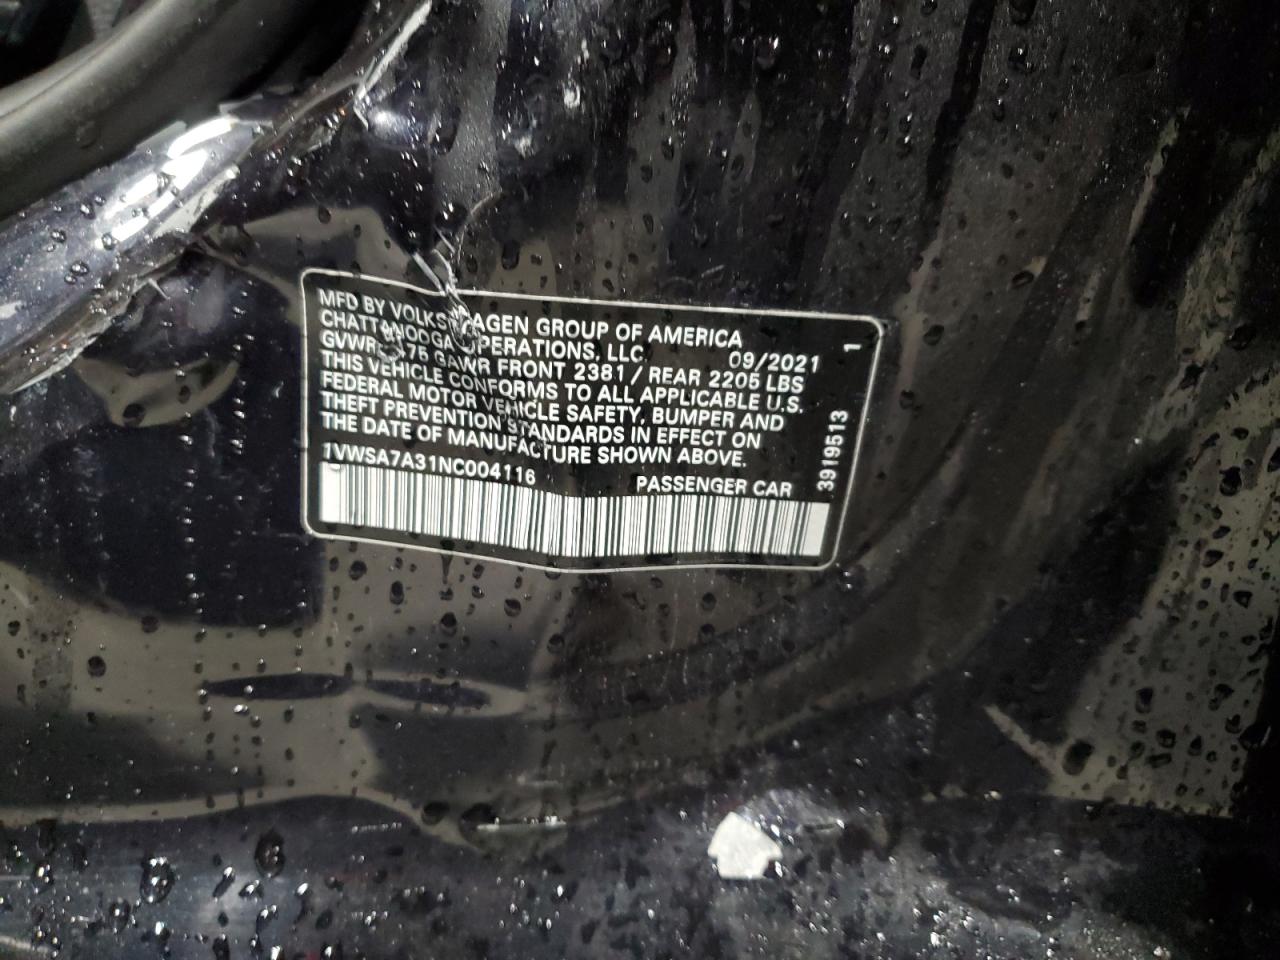 MFD BY VOLKSWAGEN GROUP OF AMERICA
CHATTANOOGA OPERATIONS, LLC. 09/2021 1
GVWR GAWR FRONT 2381 / REAR 2205 LBS
THIS VEHICLE CONFORMS TO ALL APPLICABLE U.S.
FEDERAL MOTOR VEHICLE SAFETY, BUMPER AND
THEFT PREVENTION STANDARDS IN EFFECT ON
THE DATE OF MANUFACTURE SHOWN ABOVE.
1VWSA7A31NC004116 PASSENGER CAR
3919513